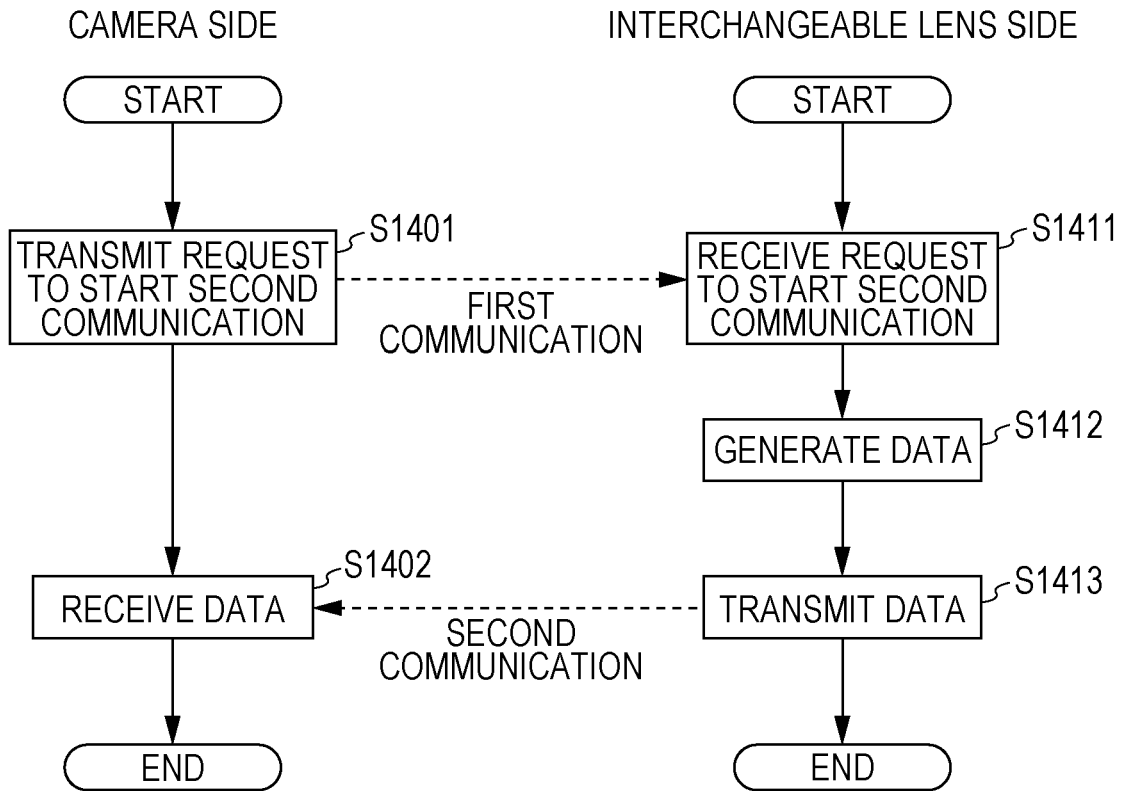 CAMERA SIDE
INTERCHANGEABLE LENS SIDE
START
START
S1401
TRANSMIT REQUEST
TO START SECOND
COMMUNICATION
FIRST
COMMUNICATION
S1411
RECEIVE REQUEST
TO START SECOND
COMMUNICATION
S1412
GENERATE DATA
S1402
RECEIVE DATA
SECOND
COMMUNICATION
S1413
TRANSMIT DATA
END
END